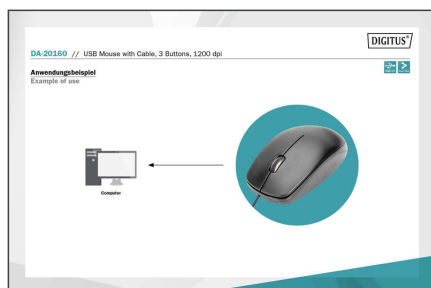 DIGITUS®
DA-20160 // USB Mouse with Cable, 3 Buttons, 1200 dpi
Anwendungsbeispiel
Example of use
Computer